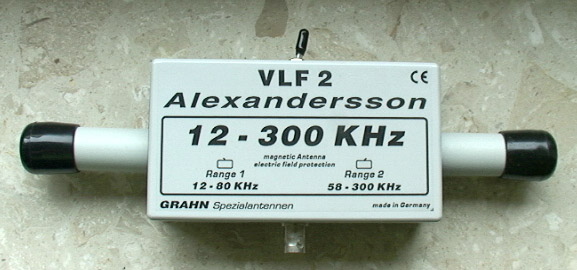 VLF 2
CE
Alexandersson
12 - 300 KHz
magnetic Antenna
electric field protection
Range 1
Range 2
12 - 80 KHz
58 - 300 KHz
GRAHN Spezialantennen
made in Germany